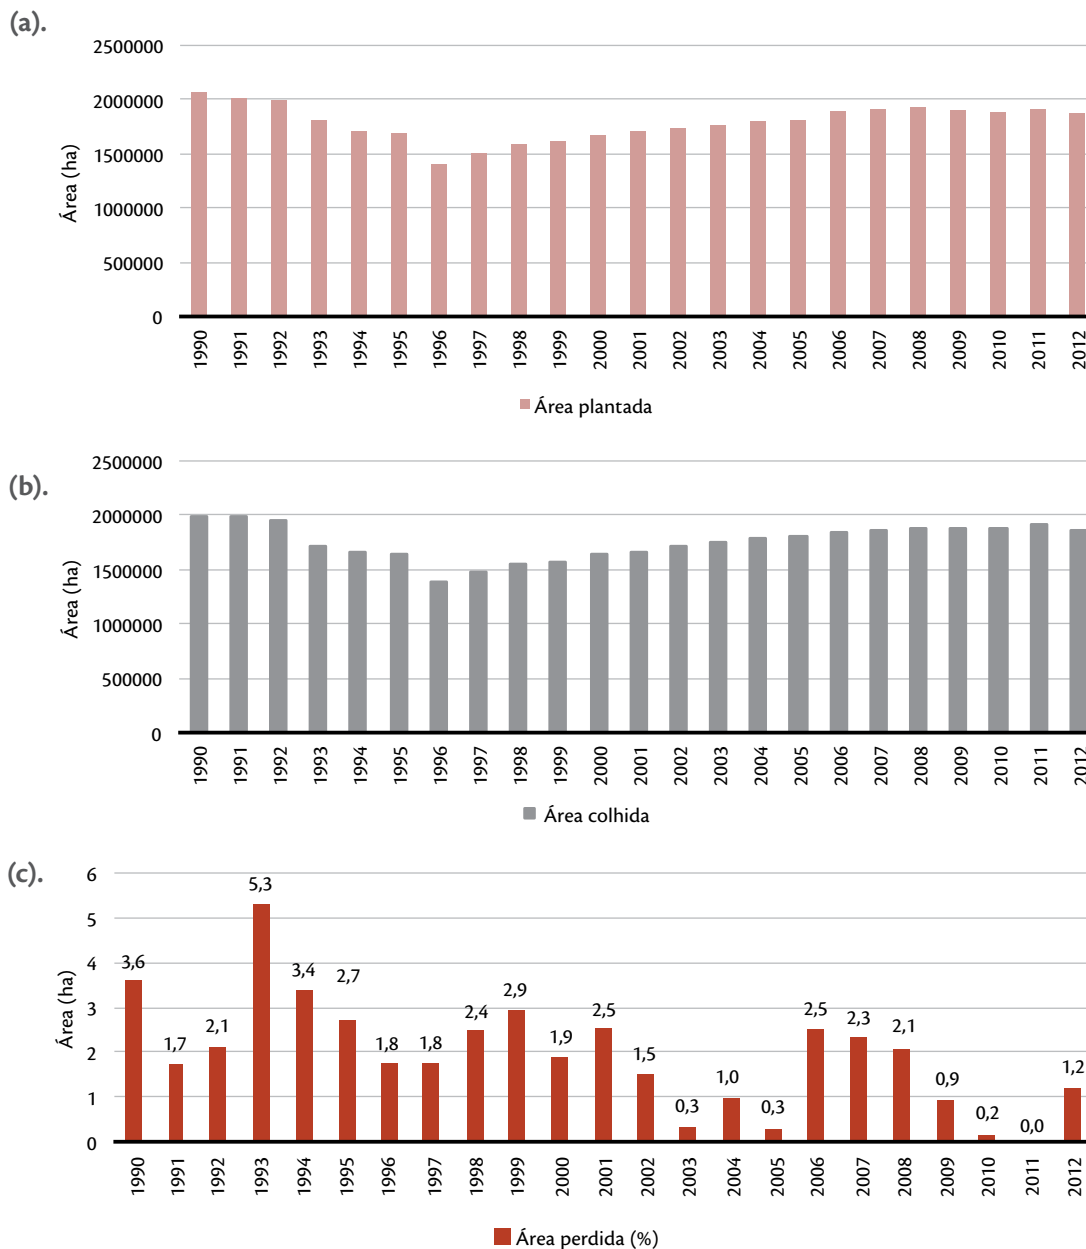 (a).
2500000
2000000
1500000
1000000
500000
0
Área (ha)
1990 1991 1992 1993 1994 1995 1996 1997 1998 1999 2000 2001 2002 2003 2004 2005 2006 2007 2008 2009 2010 2011 2012
Área plantada
(b).
2500000
2000000
1500000
1000000
500000
0
Área (ha)
1990 1991 1992 1993 1994 1995 1996 1997 1998 1999 2000 2001 2002 2003 2004 2005 2006 2007 2008 2009 2010 2011 2012
Área colhida
(c).
6
5
4
3
2
1
0
Área (ha)
3,6 1,7 2,1 5,3 3,4 2,7 1,8 1,8 2,4 2,9 1,9 2,5 1,5 0,3 1,0 0,3 2,5 2,3 2,1 0,9 0,2 0,0 1,2
1990 1991 1992 1993 1994 1995 1996 1997 1998 1999 2000 2001 2002 2003 2004 2005 2006 2007 2008 2009 2010 2011 2012
Área perdida (%)